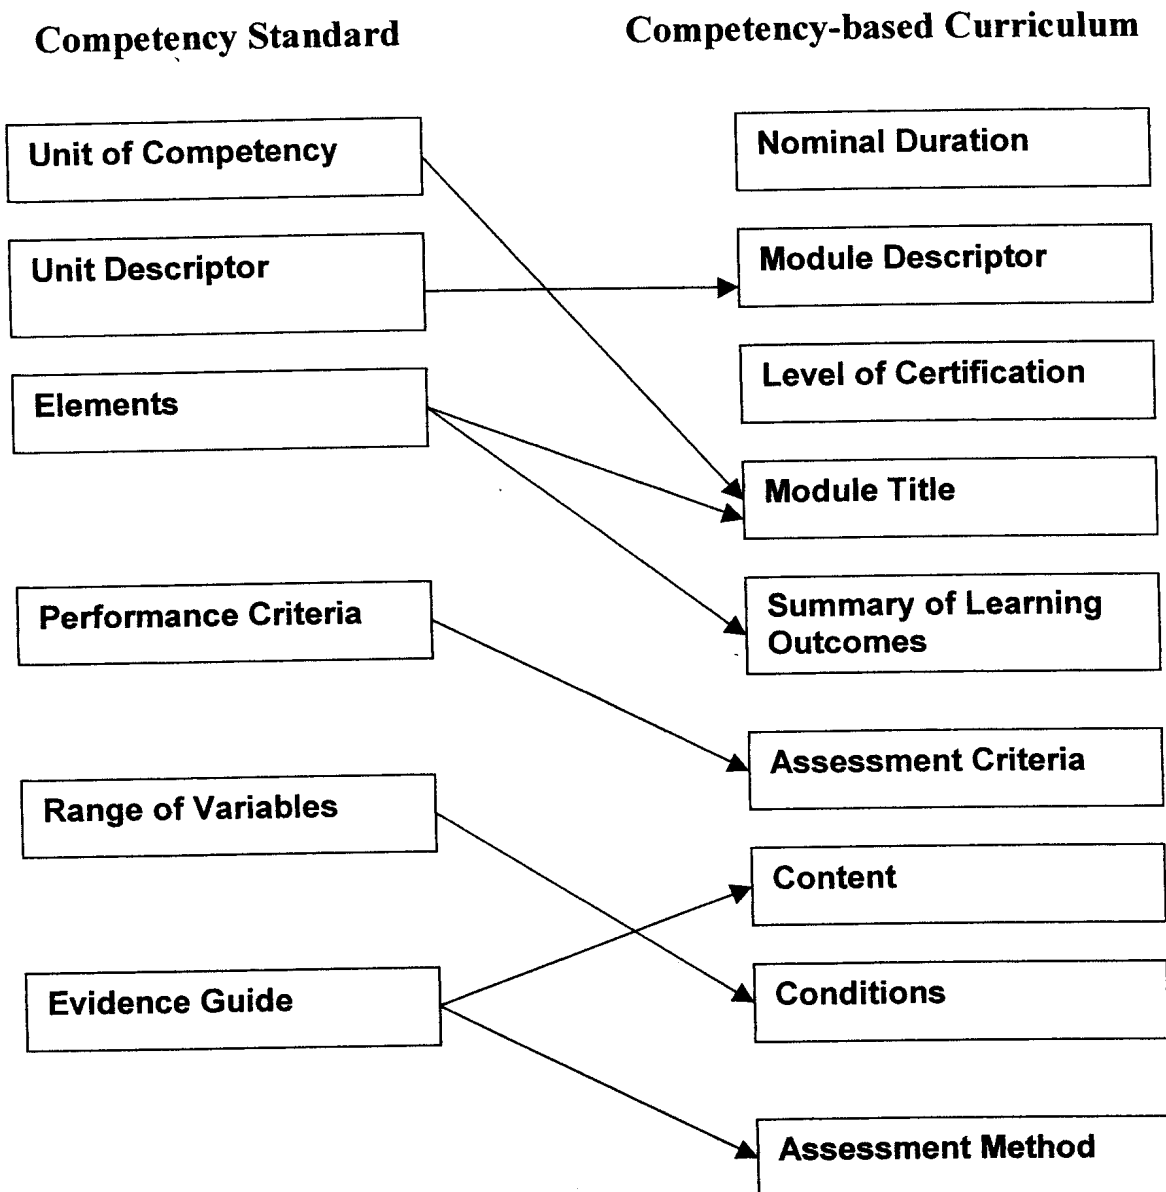 Competency Standard
Competency-based Curriculum
Unit of Competency
Unit Descriptor
Elements
Performance Criteria
Range of Variables
Evidence Guide
Nominal Duration
Module Descriptor
Level of Certification
Module Title
Summary of Learning
Outcomes
Assessment Criteria
Content
Conditions
Assessment Method